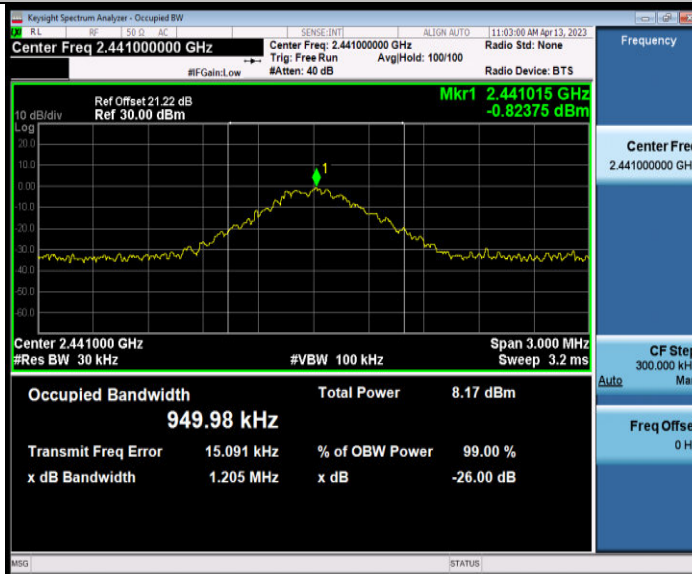 Keysight Spectrum Analyzer - Occupied BW
RL RF 50 Ω AC SENSE:INT ALIGN AUTO 11:03:00 AM Apr 13, 2023
Center Freq 2.441000000 GHz Center Freq: 2.441000000 GHz Radio Std: None
Trig: Free Run Avg|Hold: 100/100
#IFGain:Low #Atten: 40 dB Radio Device: BTS
Frequency
Ref Offset 21.22 dB Mkr1 2.441015 GHz
10 dB/div Ref 30.00 dBm -0.82375 dBm
Log
20.0
10.0
0.00
1
-10.0
-20.0
-30.0
-40.0
-50.0
-60.0
Center 2.441000 GHz Span 3.000 MHz
#Res BW 30 kHz #VBW 100 kHz Sweep 3.2 ms
Center Fre
2.441000000 GH
CF Step
300.000 kH
Auto Ma
Freq Offse
0 H
Occupied Bandwidth Total Power 8.17 dBm
949.98 kHz
Transmit Freq Error 15.091 kHz % of OBW Power 99.00 %
x dB Bandwidth 1.205 MHz x dB -26.00 dB
MSG STATUS